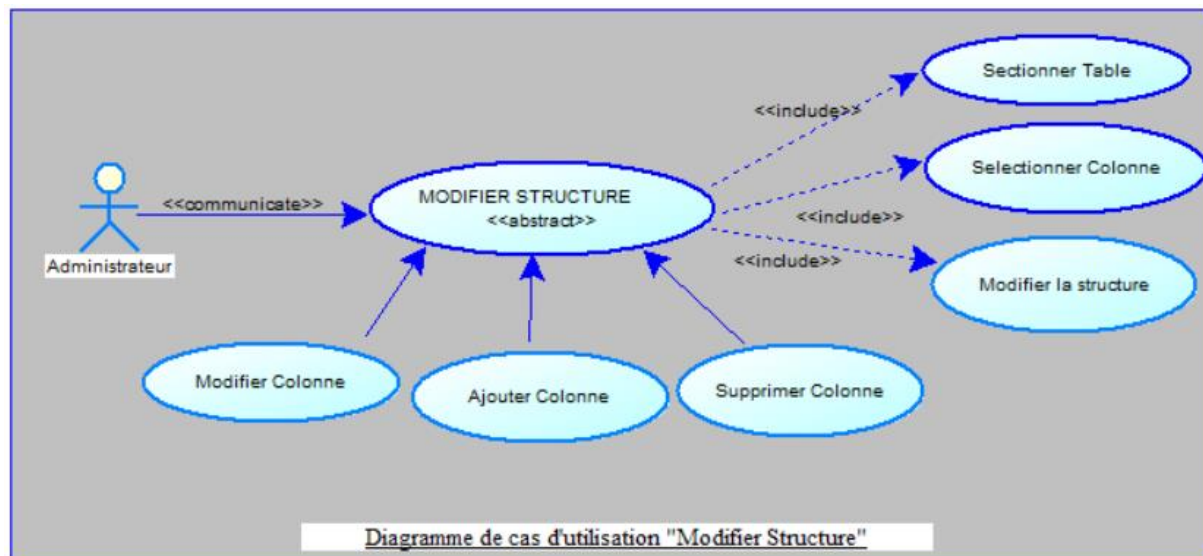 Sectionner Table
<<include>>
Selectionner Colonne
MODIFIER STRUCTURE
<<abstract>>
<<communicate>>
<<include>>
<<include>>
Administrateur
Modifier la structure
Modifier Colonne
Ajouter Colonne
Supprimer Colonne
Diagramme de cas d'utilisation "Modifier Structure"